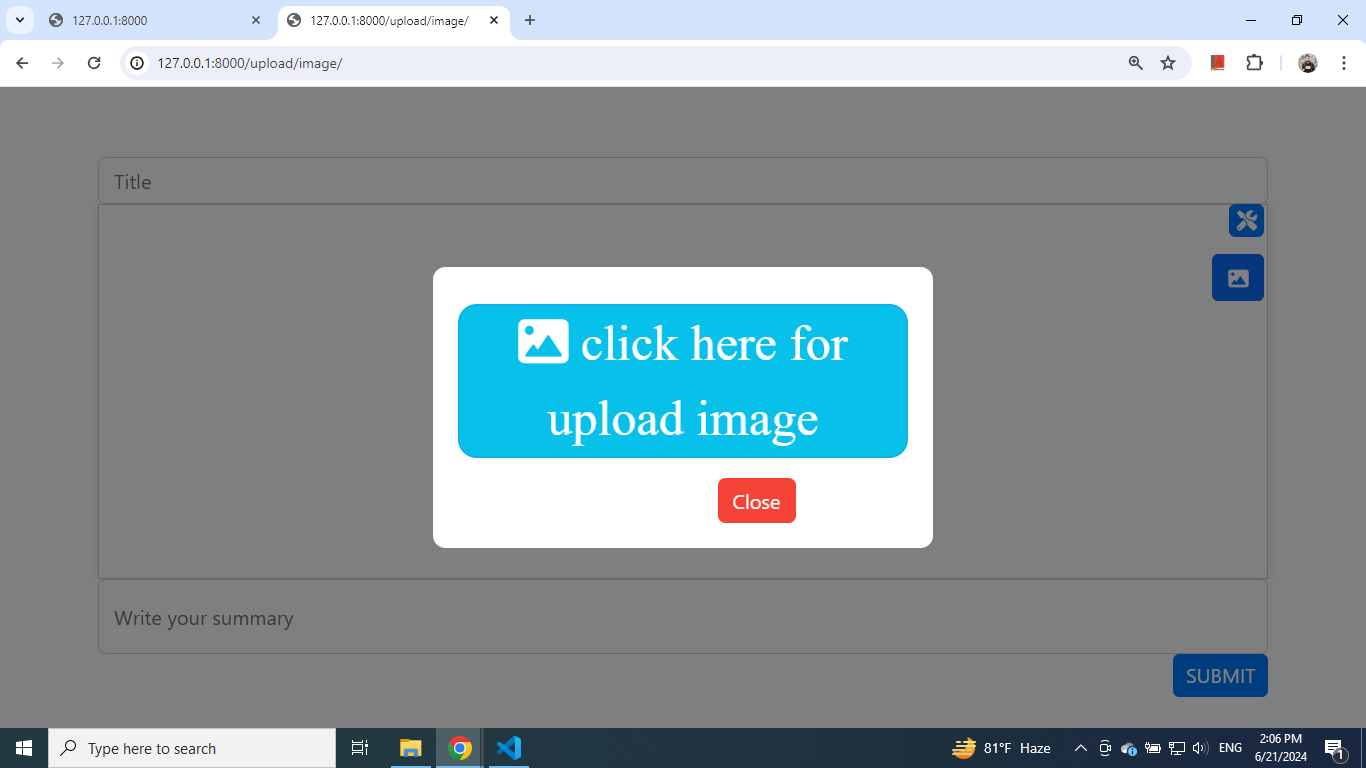 127.0.0.1:8000
127.0.0.1:8000/upload/image/
127.0.0.1:8000/upload/image/
Title
click here for
upload image
Close
Write your summary
SUBMIT
Type here to search
81°F Haze
ENG
2:06 PM
6/21/2024
1